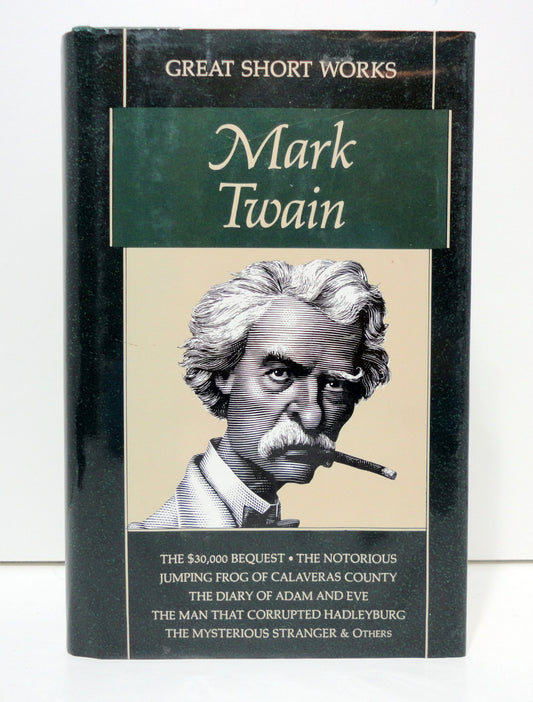 GREAT SHORT WORKS
Mark
Twain
THE $30,000 BEQUEST • THE NOTORIOUS
JUMPING FROG OF CALAVERAS COUNTY
THE DIARY OF ADAM AND EVE
THE MAN THAT CORRUPTED HADLEYBURG
THE MYSTERIOUS STRANGER & OTHERS